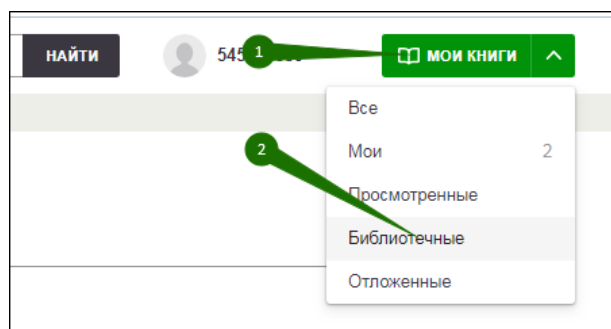 НАЙТИ
545
1
МОИ КНИГИ
Все
Мои 2
2
Просмотренные
Библиотечные
Отложенные